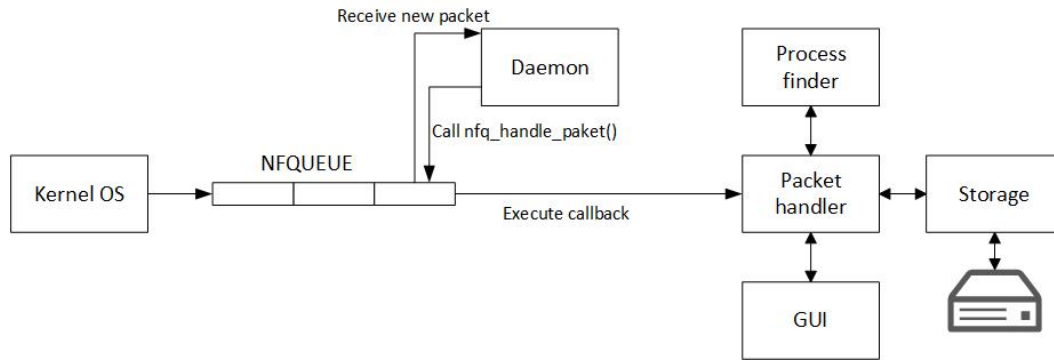 Receive new packet
Daemon
Process
finder
Call nfq_handle_paket()
NFQUEUE
Kernel OS
Packet
handler
Storage
Execute callback
GUI